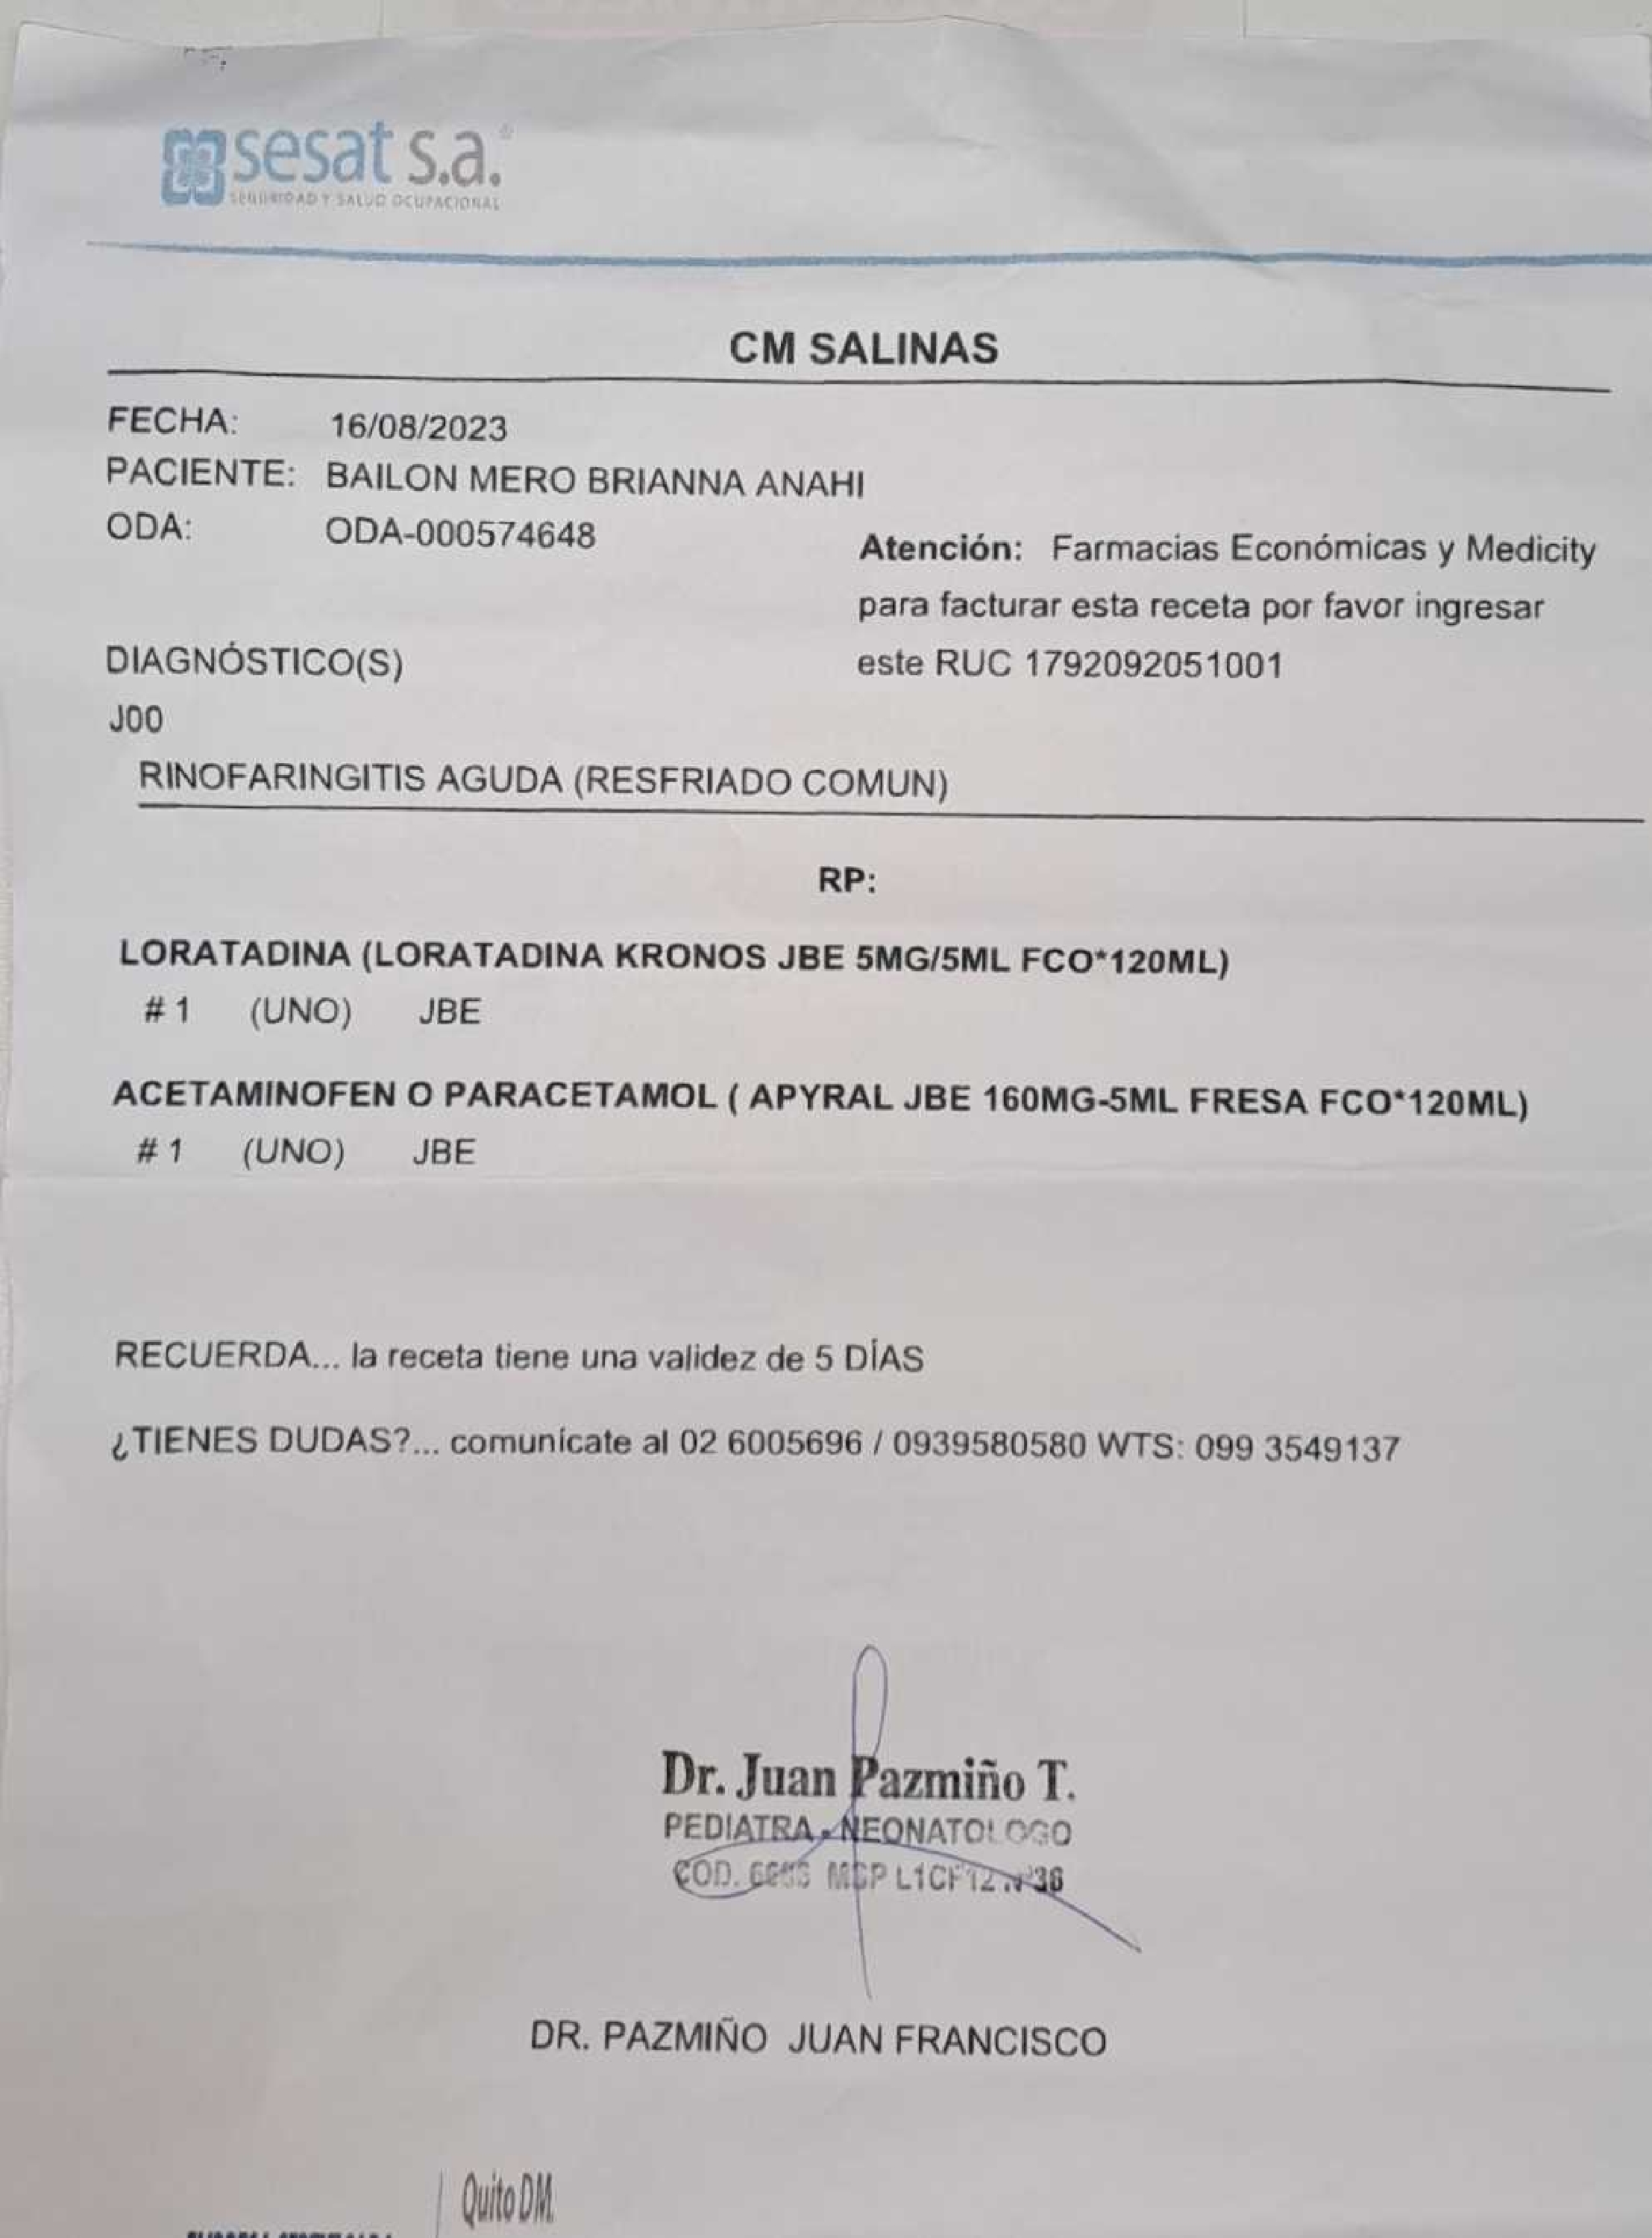 sesat s.a.
SEGURIDAD Y SALUD OCUPACIONAL
CM SALINAS
FECHA: 16/08/2023
PACIENTE: BAILON MERO BRIANNA ANAHI
ODA: ODA-000574648
Atención: Farmacias Económicas y Medicity
para facturar esta receta por favor ingresar
este RUC 1792092051001
DIAGNÓSTICO(S)
J00
RINOFARINGITIS AGUDA (RESFRIADO COMUN)
RP:
LORATADINA (LORATADINA KRONOS JBE 5MG/5ML FCO*120ML)
# 1 (UNO) JBE
ACETAMINOFEN O PARACETAMOL ( APYRAL JBE 160MG-5ML FRESA FCO*120ML)
# 1 (UNO) JBE
RECUERDA... la receta tiene una validez de 5 DÍAS
¿TIENES DUDAS?... comunícate al 02 6005696 / 0939580580 WTS: 099 3549137
Dr. Juan Pazmiño T.
PEDIATRA - NEONATOLOGO
COD. MSP L1CF12 N°36
DR. PAZMIÑO JUAN FRANCISCO
Quito DM.